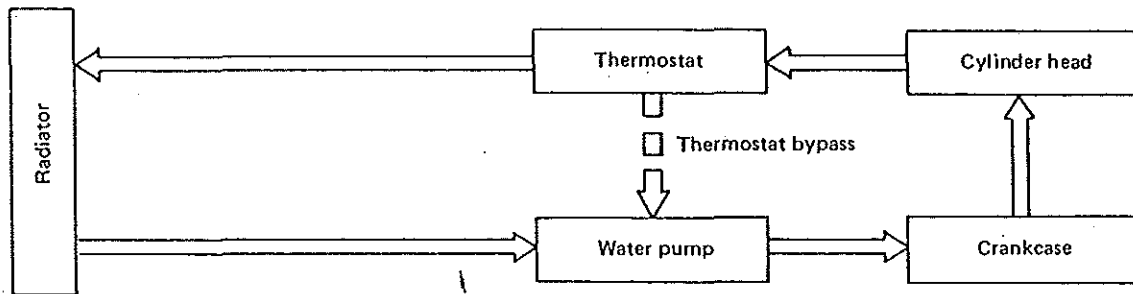 Thermostat
Cylinder head
Radiator
Thermostat bypass
Water pump
Crankcase